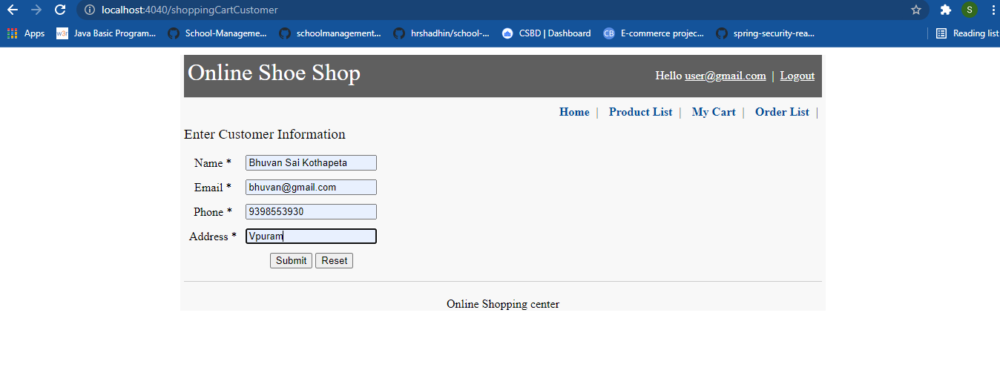 localhost:4040/shoppingCartCustomer
S
Apps w3r Java Basic Program... School-Manageme... schoolmanagement... hrshadhin/school-... CSBD | Dashboard CB E-commerce projec... spring-security-rea... Reading list
Online Shoe Shop
Hello user@gmail.com | Logout
Home | Product List | My Cart | Order List |
Enter Customer Information
Name * Bhuvan Sai Kothapeta
Email * bhuvan@gmail.com
Phone * 9398553930
Address * Vpuram
Submit Reset
Online Shopping center